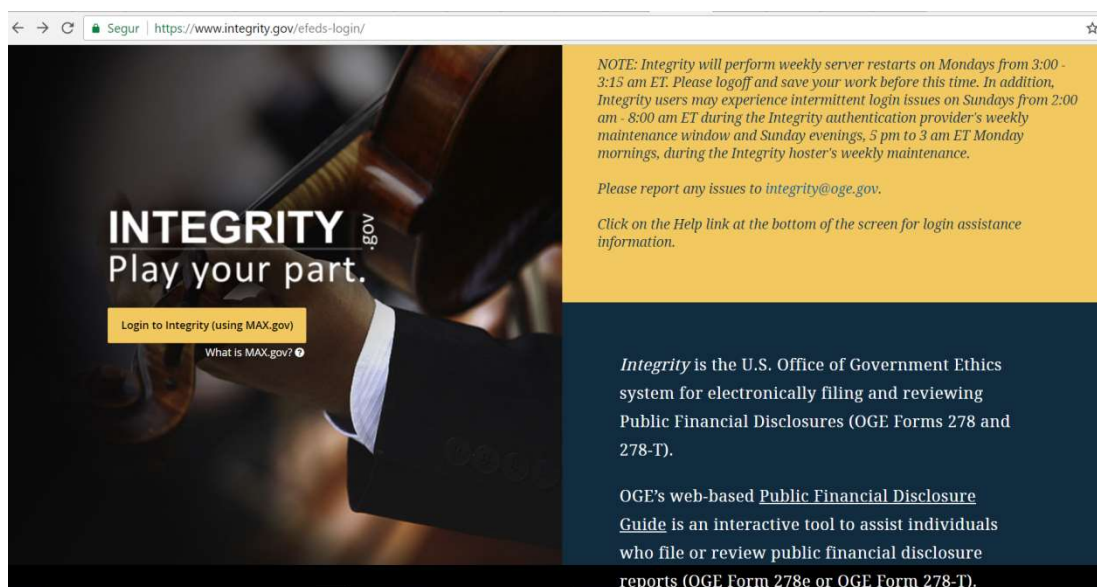 Segur https://www.integrity.gov/efeds-login/
INTEGRITY .gov
Play your part.
Login to Integrity (using MAX.gov)
What is MAX.gov? ?
NOTE: Integrity will perform weekly server restarts on Mondays from 3:00 -
3:15 am ET. Please logoff and save your work before this time. In addition,
Integrity users may experience intermittent login issues on Sundays from 2:00
am - 8:00 am ET during the Integrity authentication provider's weekly
maintenance window and Sunday evenings, 5 pm to 3 am ET Monday
mornings, during the Integrity hoster's weekly maintenance.
Please report any issues to integrity@oge.gov.
Click on the Help link at the bottom of the screen for login assistance
information.
Integrity is the U.S. Office of Government Ethics
system for electronically filing and reviewing
Public Financial Disclosures (OGE Forms 278 and
278-T).
OGE's web-based Public Financial Disclosure
Guide is an interactive tool to assist individuals
who file or review public financial disclosure
reports (OGE Form 278e or OGE Form 278-T).